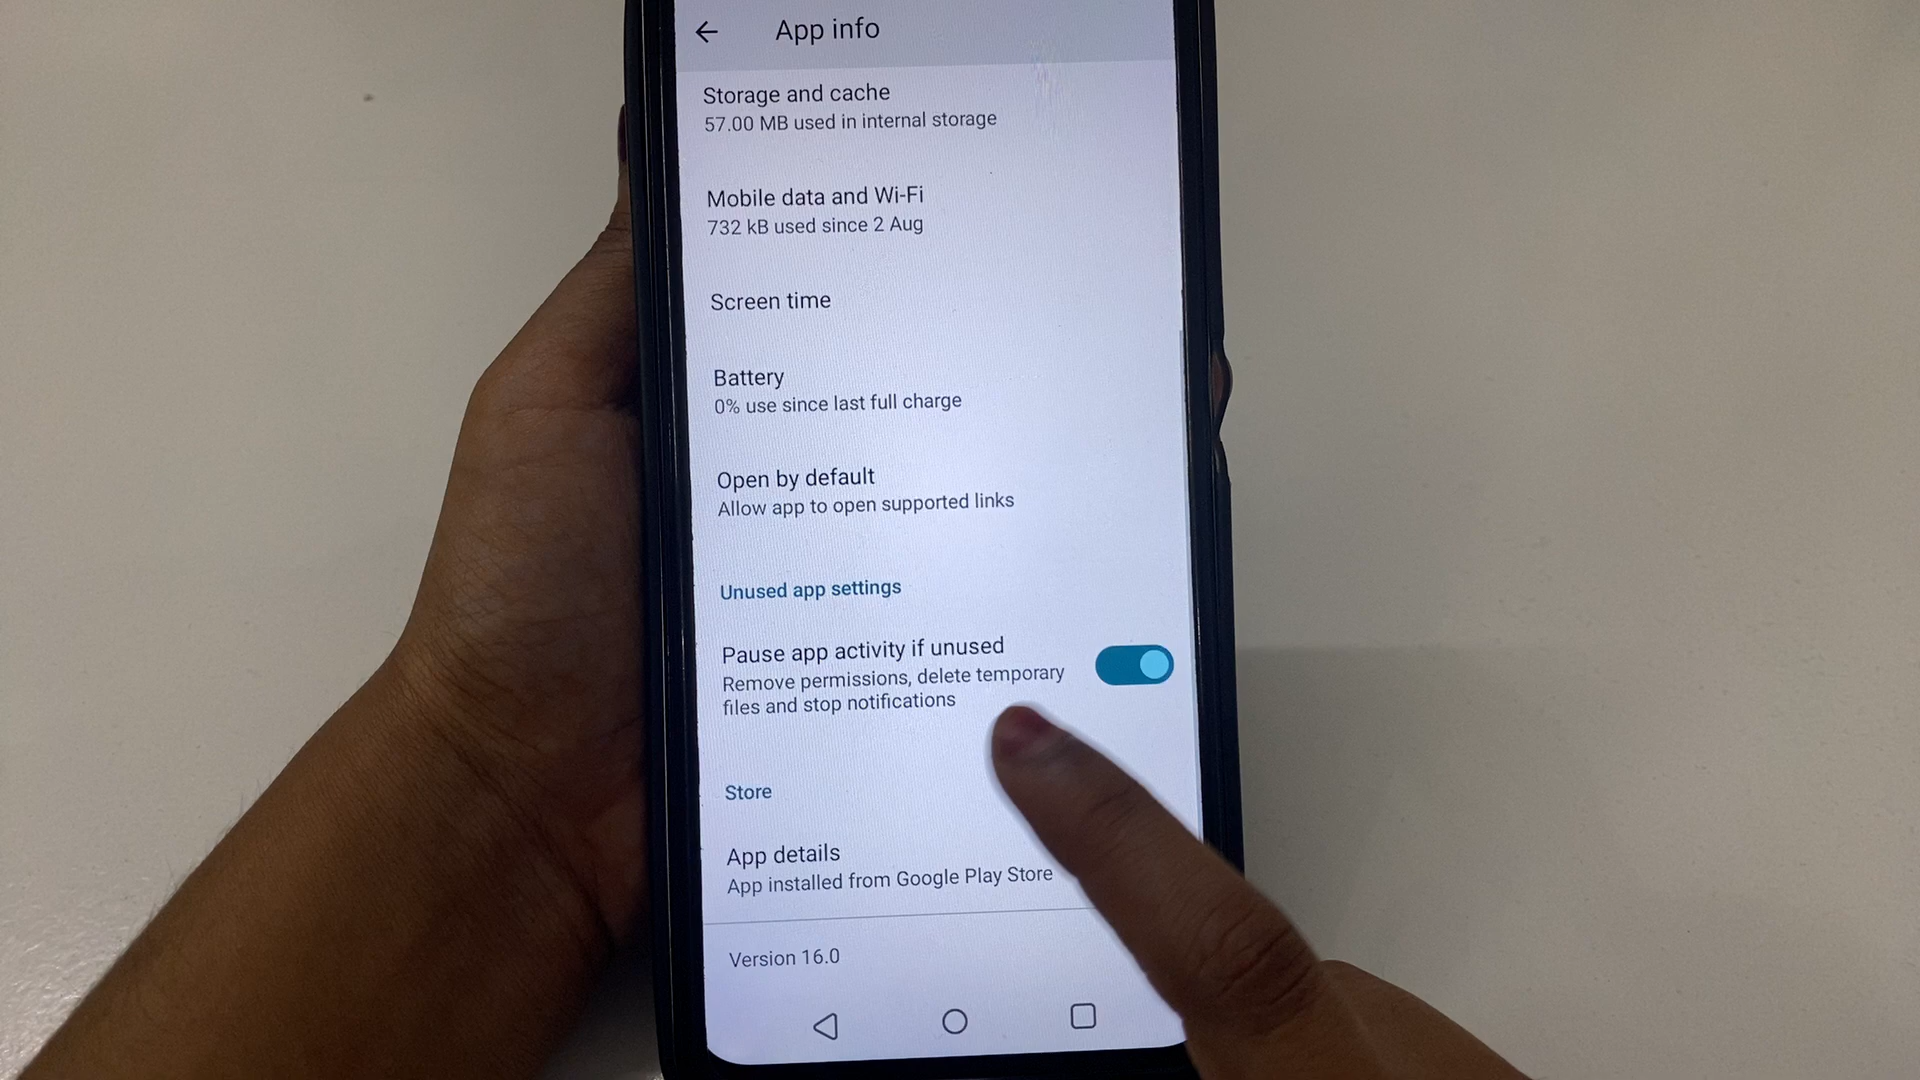 App info
Storage and cache
57.00 MB used in internal storage
Mobile data and Wi-Fi
732 kB used since 2 Aug
Screen time
Battery
0% use since last full charge
Open by default
Allow app to open supported links
Unused app settings
Pause app activity if unused
Remove permissions, delete temporary
files and stop notifications
Store
App details
App installed from Google Play Store
Version 16.0